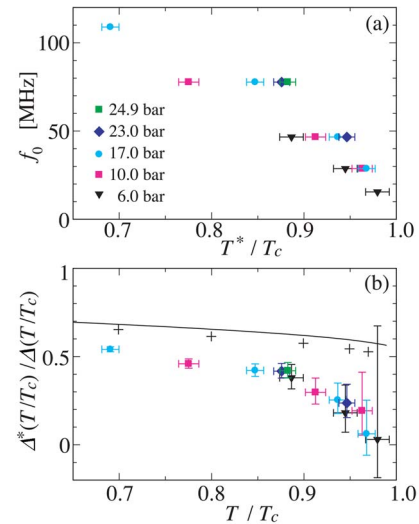 (a)
100
50
0
f0 [MHz]
24.9 bar
23.0 bar
17.0 bar
10.0 bar
6.0 bar
0.7 0.8 0.9 1.0
T* / Tc
(b)
1
0.5
0
Δ*(T/Tc) / Δ(T/Tc)
0.7 0.8 0.9 1.0
T / Tc